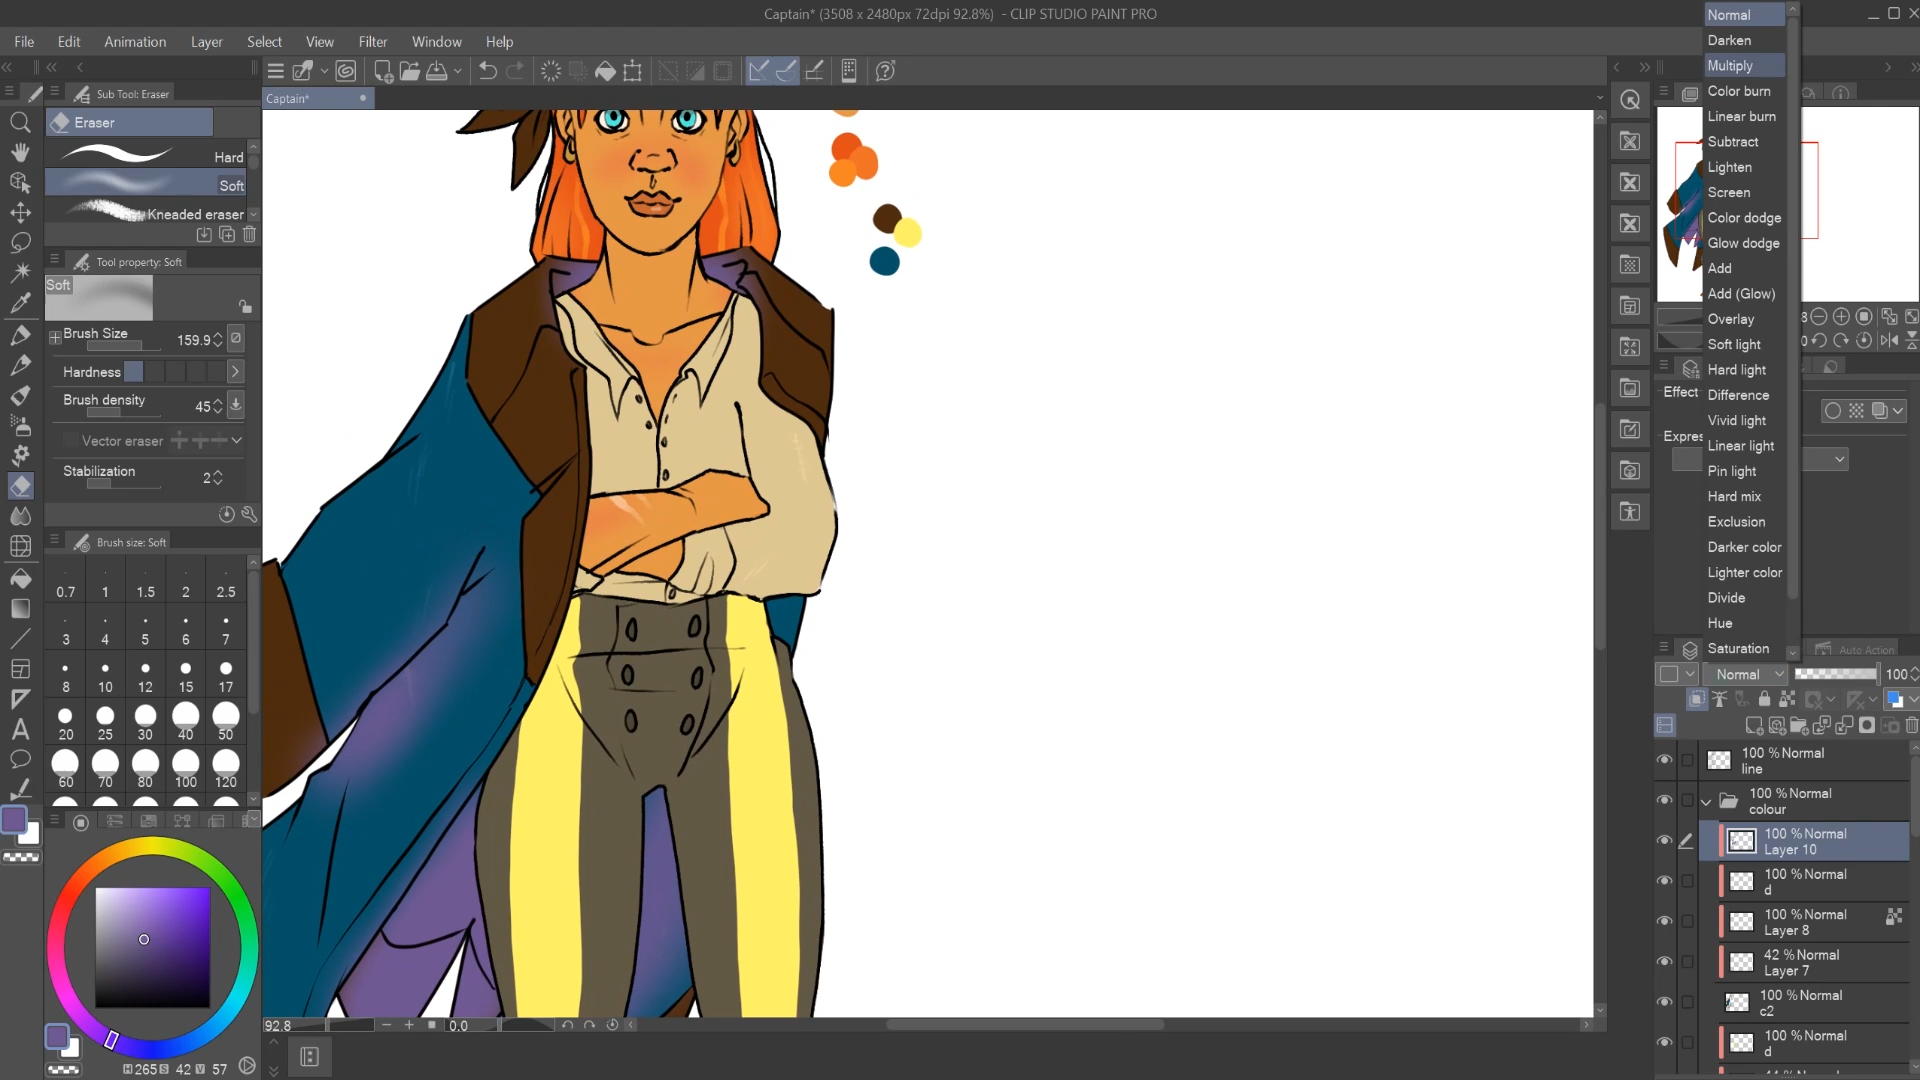 Captain* (3508 x 2480px 72dpi 92.8%) - CLIP STUDIO PAINT PRO
File Edit Animation Layer Select View Filter Window Help
Sub Tool: Eraser
Captain*
Eraser
Hard
Soft
Kneaded eraser
Tool property: Soft
Soft
Brush Size 159.9
Hardness
Brush density 45
Vector eraser
Stabilization 2
Brush size: Soft
0.7 1 1.5 2 2.5
3 4 5 6 7
8 10 12 15 17
20 25 30 40 50
60 70 80 100 120
H 265 S 42 V 57
92.8 0.0
Normal
Darken
Multiply
Color burn
Linear burn
Subtract
Lighten
Screen
Color dodge
Glow dodge
Add
Add (Glow)
Overlay
Soft light
Hard light
Difference
Vivid light
Linear light
Pin light
Hard mix
Exclusion
Darker color
Lighter color
Divide
Hue
Saturation
Effect
Auto Action
Normal 100
100 % Normal
line
100 % Normal
colour
100 % Normal
Layer 10
100 % Normal
d
100 % Normal
Layer 8
42 % Normal
Layer 7
100 % Normal
c2
100 % Normal
d